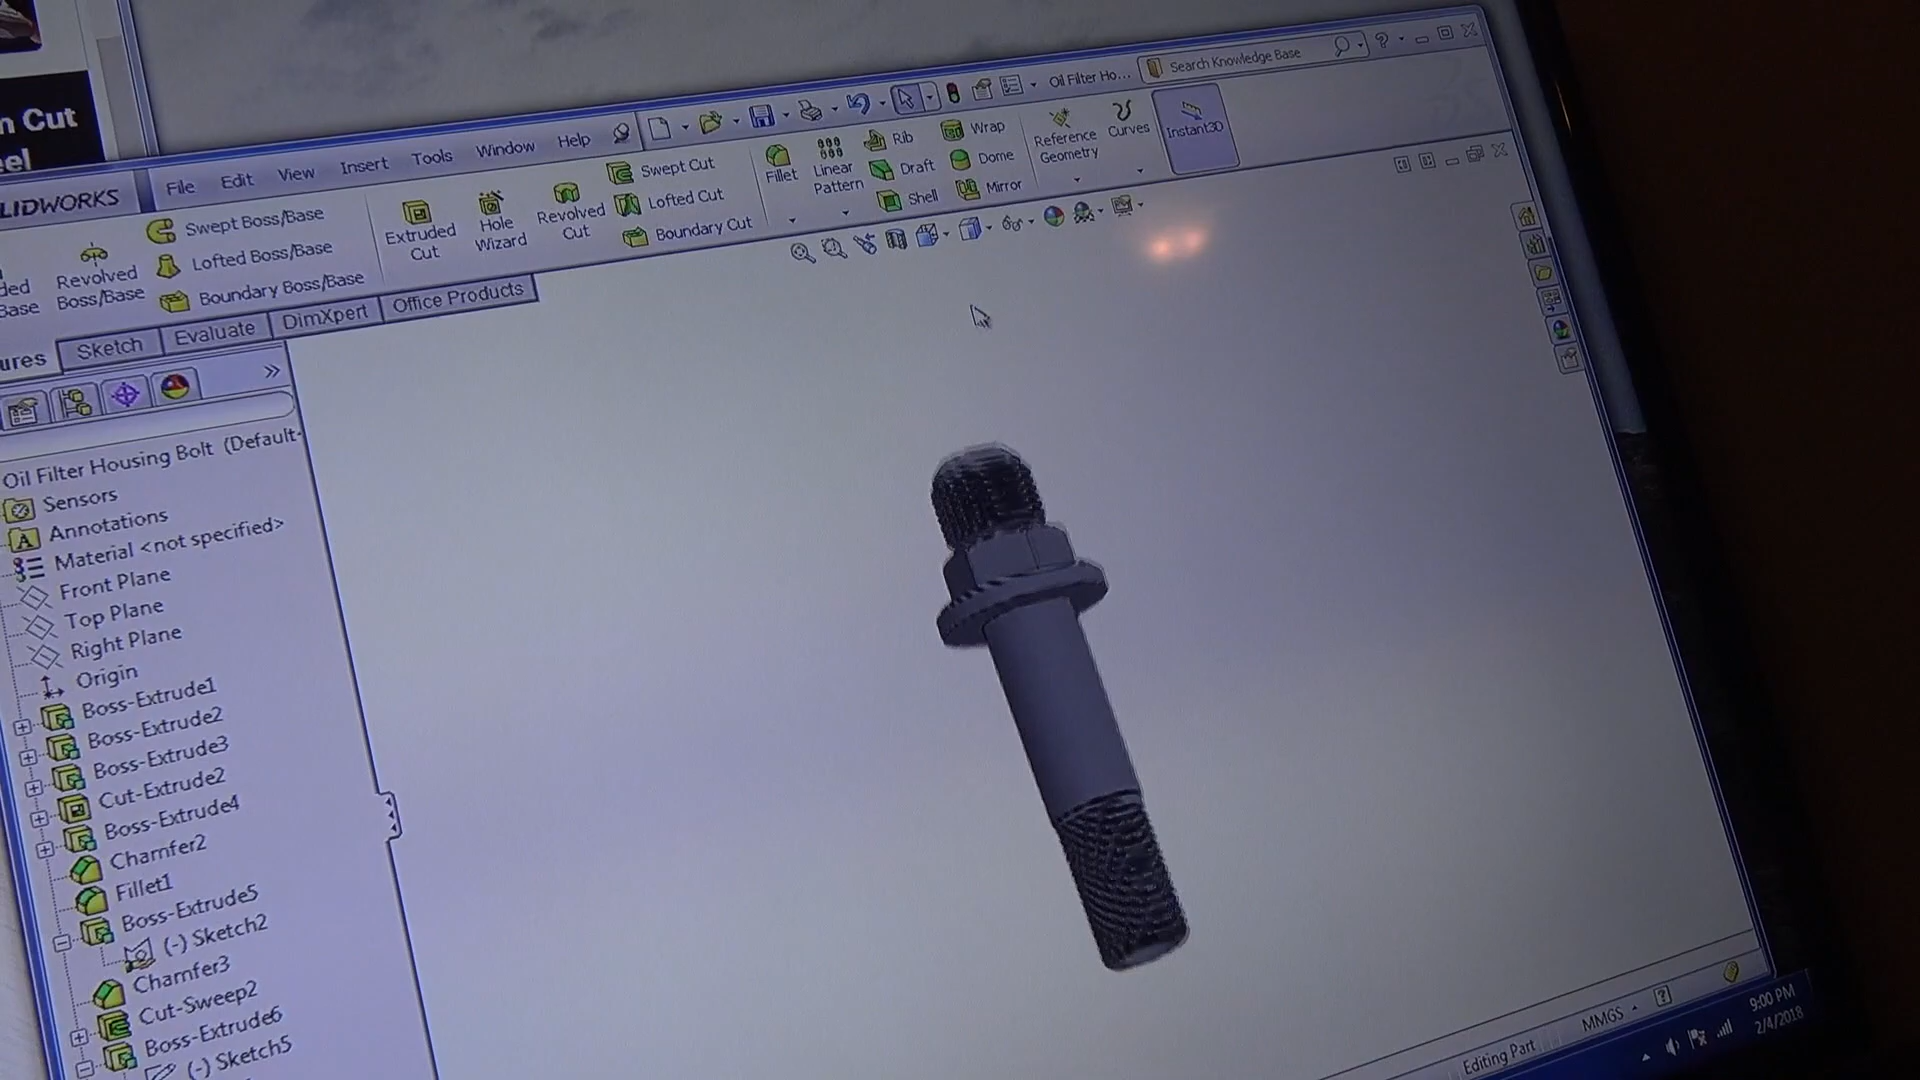 n Cut
eel
LIDWORKS
File
Edit
View
Insert
Tools
Window
Help
Oil Filter Ho...
Search Knowledge Base
ded
Base
Revolved
Boss/Base
Swept Boss/Base
Lofted Boss/Base
Boundary Boss/Base
Extruded
Cut
Hole
Wizard
Revolved
Cut
Swept Cut
Lofted Cut
Boundary Cut
Fillet
Linear
Pattern
Rib
Draft
Shell
Wrap
Dome
Mirror
Reference
Geometry
Curves
Instant3D
ures
Sketch
Evaluate
DimXpert
Office Products
Oil Filter Housing Bolt (Default-
Sensors
Annotations
Material <not specified>
Front Plane
Top Plane
Right Plane
Origin
Boss-Extrude1
Boss-Extrude2
Boss-Extrude3
Cut-Extrude2
Boss-Extrude4
Chamfer2
Fillet1
Boss-Extrude5
(-) Sketch2
Chamfer3
Cut-Sweep2
Boss-Extrude6
(-) Sketch5
Editing Part
MMGS
9:00 PM
2/4/2018